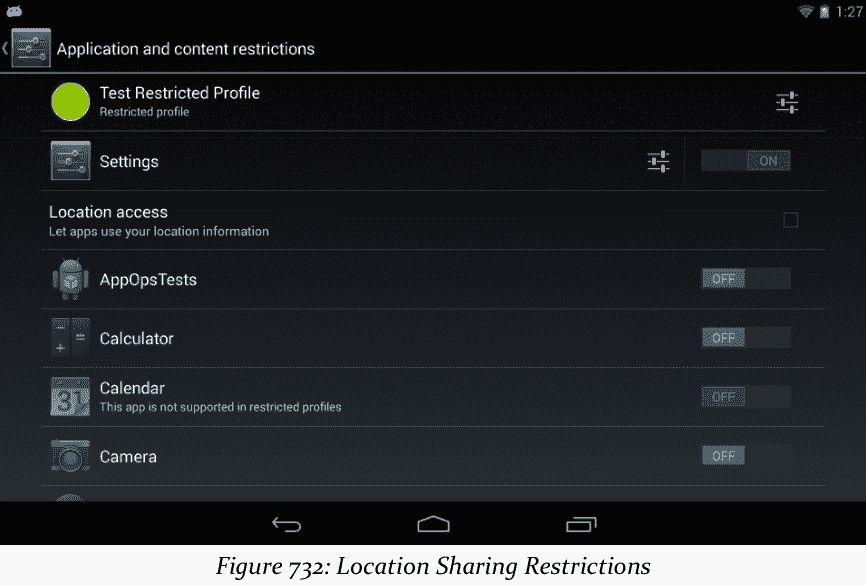 1:27
Application and content restrictions
Test Restricted Profile
Restricted profile
Settings
ON
Location access
Let apps use your location information
AppOpsTests
OFF
Calculator
OFF
31
Calendar
This app is not supported in restricted profiles
OFF
Camera
OFF
Figure 732: Location Sharing Restrictions